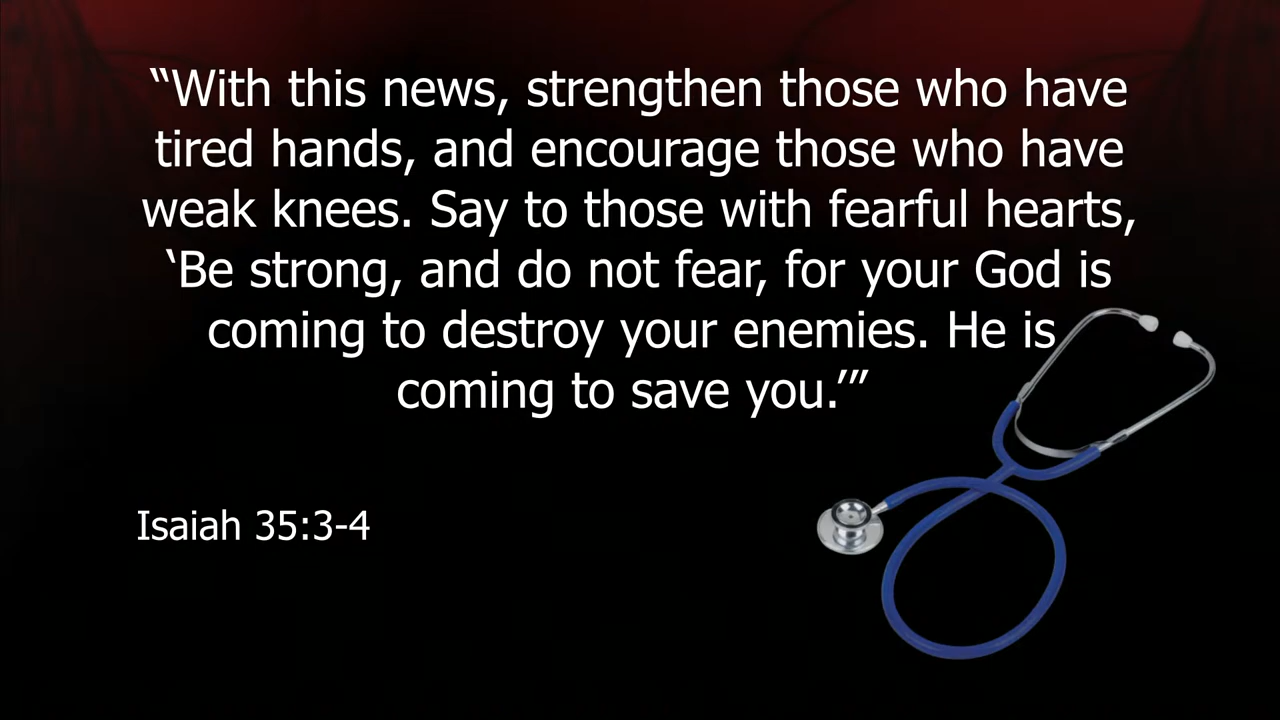 “With this news, strengthen those who have
tired hands, and encourage those who have
weak knees. Say to those with fearful hearts,
‘Be strong, and do not fear, for your God is
coming to destroy your enemies. He is
coming to save you.’”
Isaiah 35:3-4